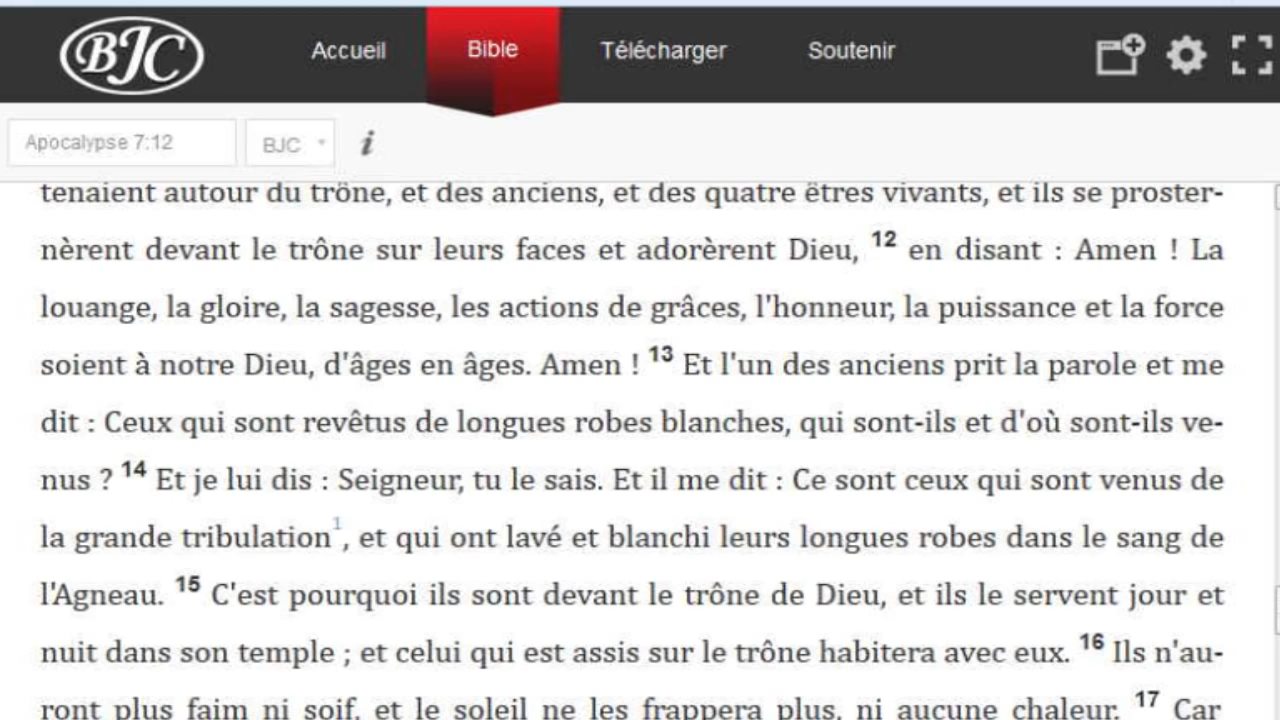 BJC
Accueil
Bible
Télécharger
Soutenir
Apocalypse 7:12
BJC
i
tenaient autour du trône, et des anciens, et des quatre êtres vivants, et ils se proster-
nèrent devant le trône sur leurs faces et adorèrent Dieu, 12 en disant : Amen ! La
louange, la gloire, la sagesse, les actions de grâces, l'honneur, la puissance et la force
soient à notre Dieu, d'âges en âges. Amen ! 13 Et l'un des anciens prit la parole et me
dit : Ceux qui sont revêtus de longues robes blanches, qui sont-ils et d'où sont-ils ve-
nus ? 14 Et je lui dis : Seigneur, tu le sais. Et il me dit : Ce sont ceux qui sont venus de
la grande tribulation1, et qui ont lavé et blanchi leurs longues robes dans le sang de
l'Agneau. 15 C'est pourquoi ils sont devant le trône de Dieu, et ils le servent jour et
nuit dans son temple ; et celui qui est assis sur le trône habitera avec eux. 16 Ils n'au-
ront plus faim ni soif, et le soleil ne les frappera plus, ni aucune chaleur. 17 Car